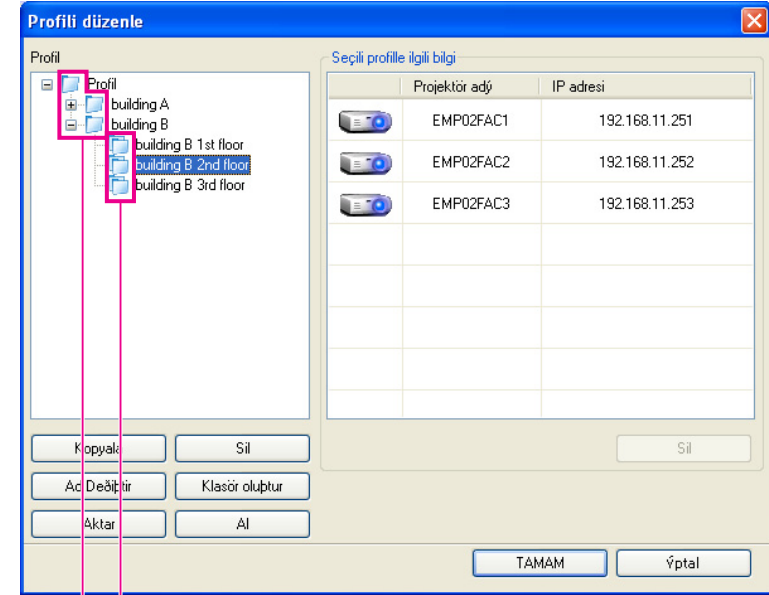 Profili düzenle
Profil
Seçili profille ilgili bilgi
Profil
building A
building B
building B 1st floor
building B 2nd floor
building B 3rd floor
Projektör adý IP adresi
EMP02FAC1 192.168.11.251
EMP02FAC2 192.168.11.252
EMP02FAC3 192.168.11.253
Kopyala Sil
Ad Deðiþtir Klasör oluþtur
Aktar Al
Sil
TAMAM Ýptal